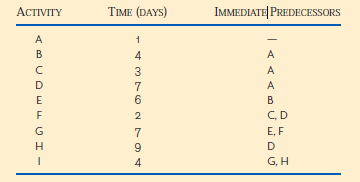 ACTIVITY TIME (DAYS) IMMEDIATE PREDECESSORS
A 1 —
B 4 A
C 3 A
D 7 A
E 6 B
F 2 C, D
G 7 E, F
H 9 D
I 4 G, H